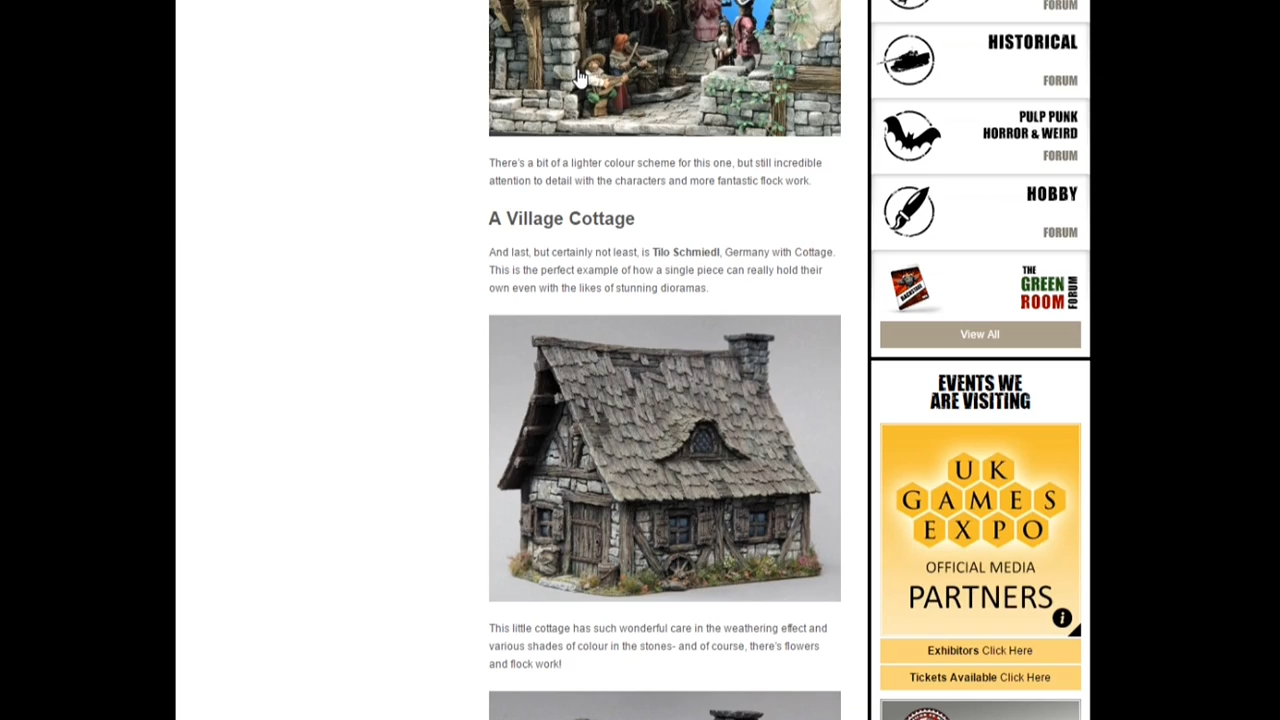 There's a bit of a lighter colour scheme for this one, but still incredible
attention to detail with the characters and more fantastic flock work.
A Village Cottage
And last, but certainly not least, is Tilo Schmiedl, Germany with Cottage.
This is the perfect example of how a single piece can really hold their
own even with the likes of stunning dioramas.
This little cottage has such wonderful care in the weathering effect and
various shades of colour in the stones- and of course, there's flowers
and flock work!
FORUM
HISTORICAL
FORUM
PULP PUNK
HORROR & WEIRD
FORUM
HOBBY
FORUM
BACKSTAGE
THE
GREEN
ROOM
FORUM
View All
EVENTS WE
ARE VISITING
UK
GAMES
EXPO
OFFICIAL MEDIA
PARTNERS
i
Exhibitors Click Here
Tickets Available Click Here